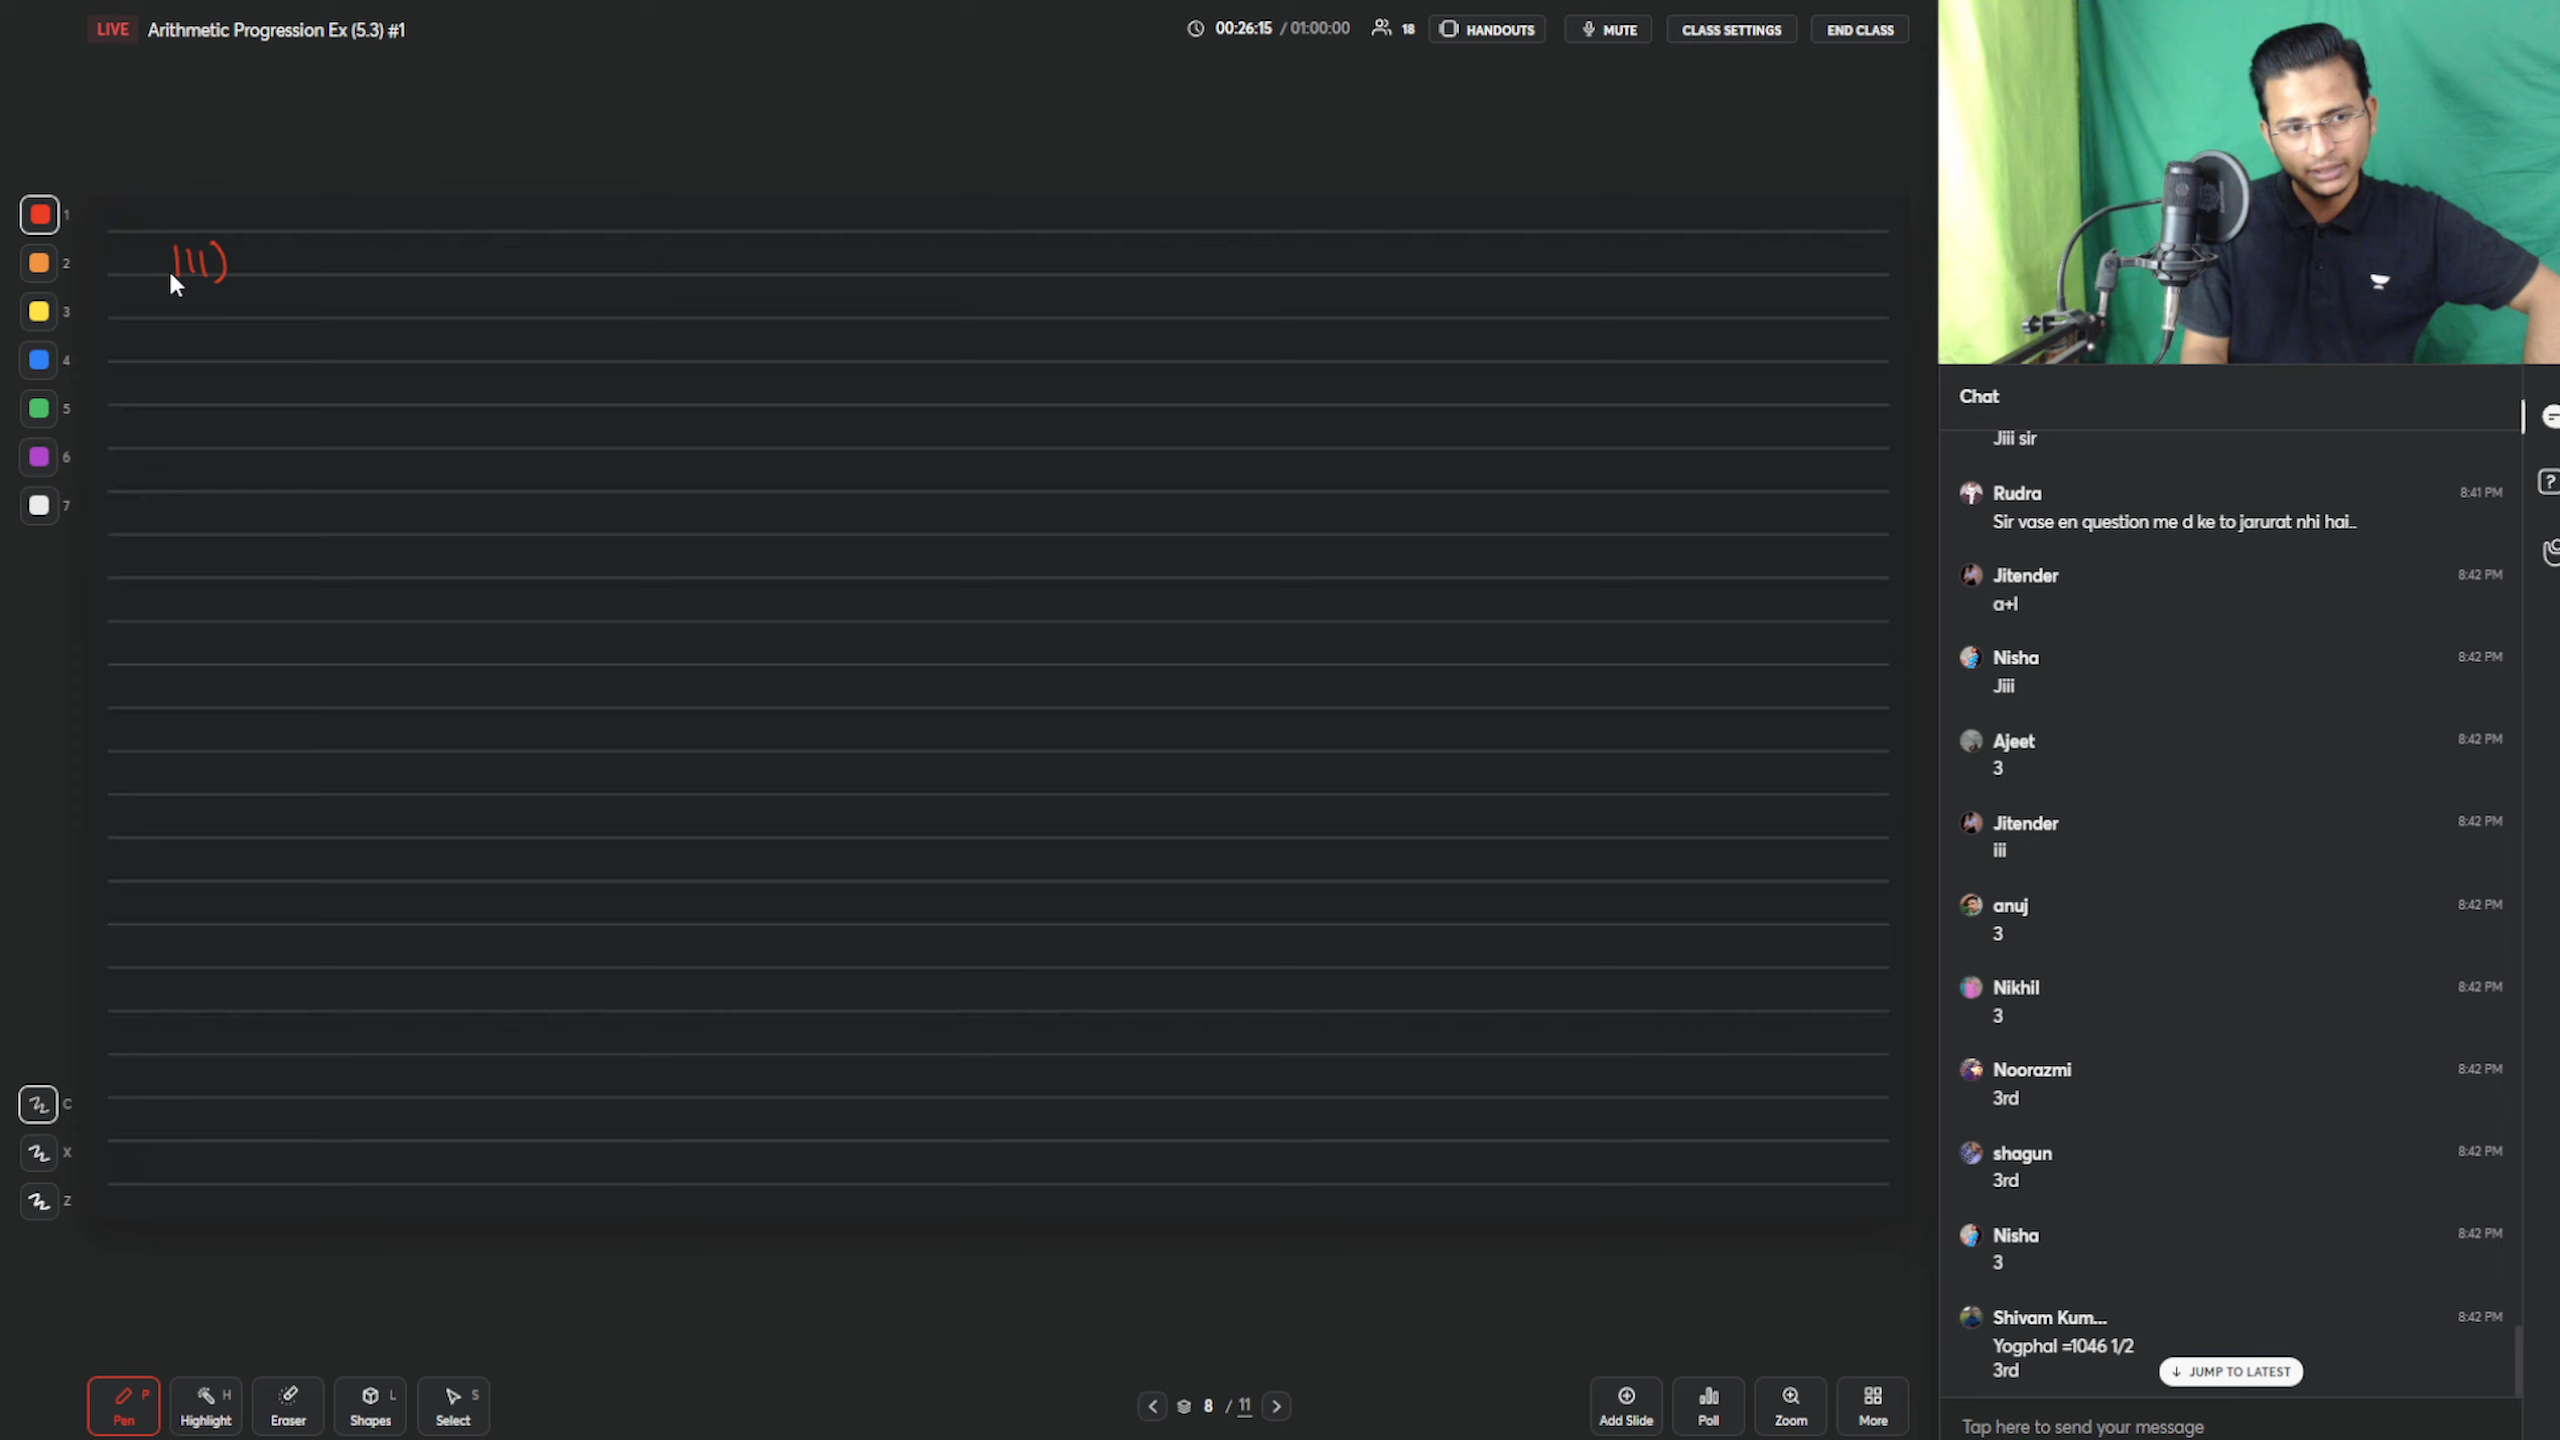 LIVE Arithmetic Progression Ex (5.3) #1
00:26:15 / 01:00:00 18 HANDOUTS MUTE CLASS SETTINGS END CLASS
1
2
3
4
5
6
7
III)
C
X
Z
Pen P
Highlight H
Eraser
Shapes L
Select S
8 / 11
Add Slide
Poll
Zoom
More
Chat
Jiii sir
Rudra 8:41 PM
Sir vase en question me d ke to jarurat nhi hai..
Jitender 8:42 PM
a+l
Nisha 8:42 PM
Jiii
Ajeet 8:42 PM
3
Jitender 8:42 PM
iii
anuj 8:42 PM
3
Nikhil 8:42 PM
3
Noorazmi 8:42 PM
3rd
shagun 8:42 PM
3rd
Nisha 8:42 PM
3
Shivam Kum... 8:42 PM
Yogphal =1046 1/2
3rd
JUMP TO LATEST
Tap here to send your message